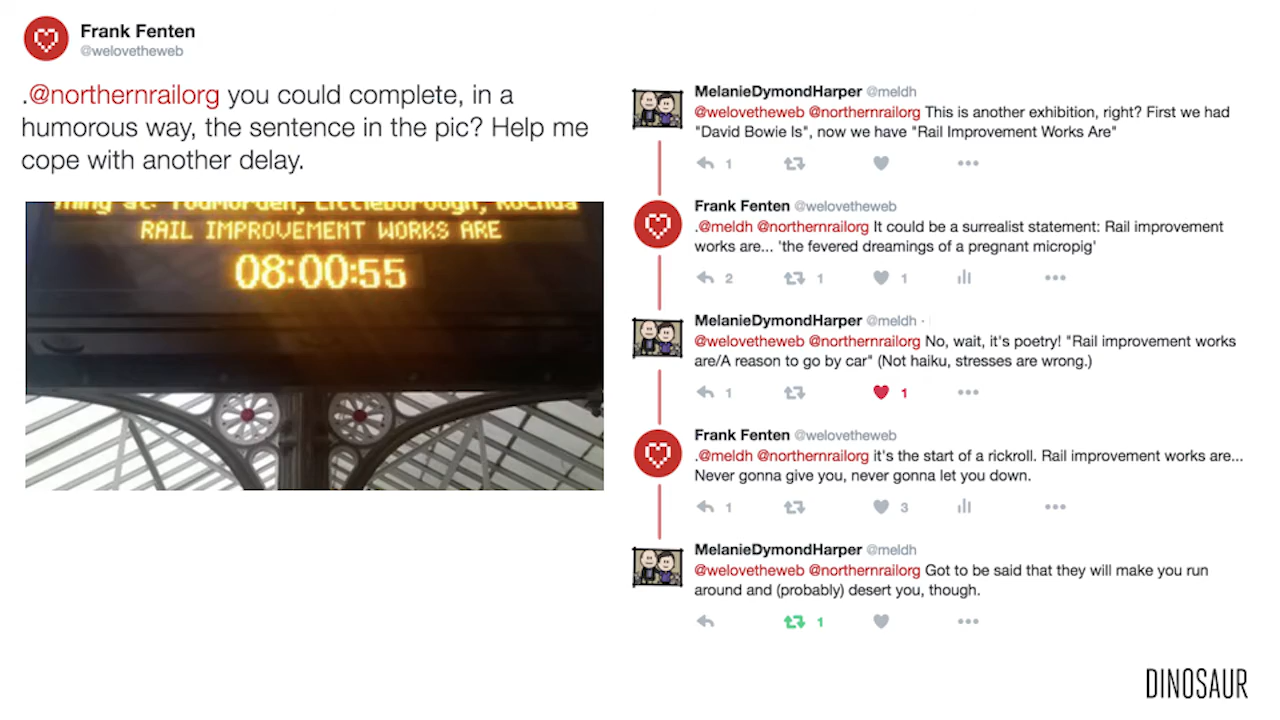 Frank Fenten
@welovetheweb
.@northernrailorg you could complete, in a
humorous way, the sentence in the pic? Help me
cope with another delay.
at: Todmorden, Littleborough,
RAIL IMPROVEMENT WORKS ARE
08:00:55
MelanieDymondHarper @meldh
@welovetheweb @northernrailorg This is another exhibition, right? First we had
"David Bowie Is", now we have "Rail Improvement Works Are"
1
Frank Fenten @welovetheweb
.@meldh @northernrailorg It could be a surrealist statement: Rail improvement
works are... 'the fevered dreamings of a pregnant micropig'
2 1 1
MelanieDymondHarper @meldh ·
@welovetheweb @northernrailorg No, wait, it's poetry! "Rail improvement works
are/A reason to go by car" (Not haiku, stresses are wrong.)
1 1
Frank Fenten @welovetheweb
.@meldh @northernrailorg it's the start of a rickroll. Rail improvement works are...
Never gonna give you, never gonna let you down.
1 3
MelanieDymondHarper @meldh
@welovetheweb @northernrailorg Got to be said that they will make you run
around and (probably) desert you, though.
1
DINOSAUR